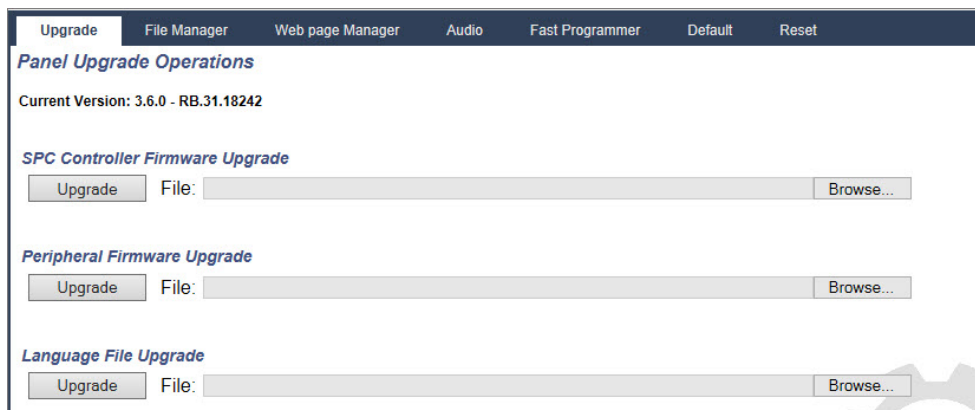 Upgrade File Manager Web page Manager Audio Fast Programmer Default Reset
Panel Upgrade Operations
Current Version: 3.6.0 - RB.31.18242
SPC Controller Firmware Upgrade
Upgrade File: Browse...
Peripheral Firmware Upgrade
Upgrade File: Browse...
Language File Upgrade
Upgrade File: Browse...